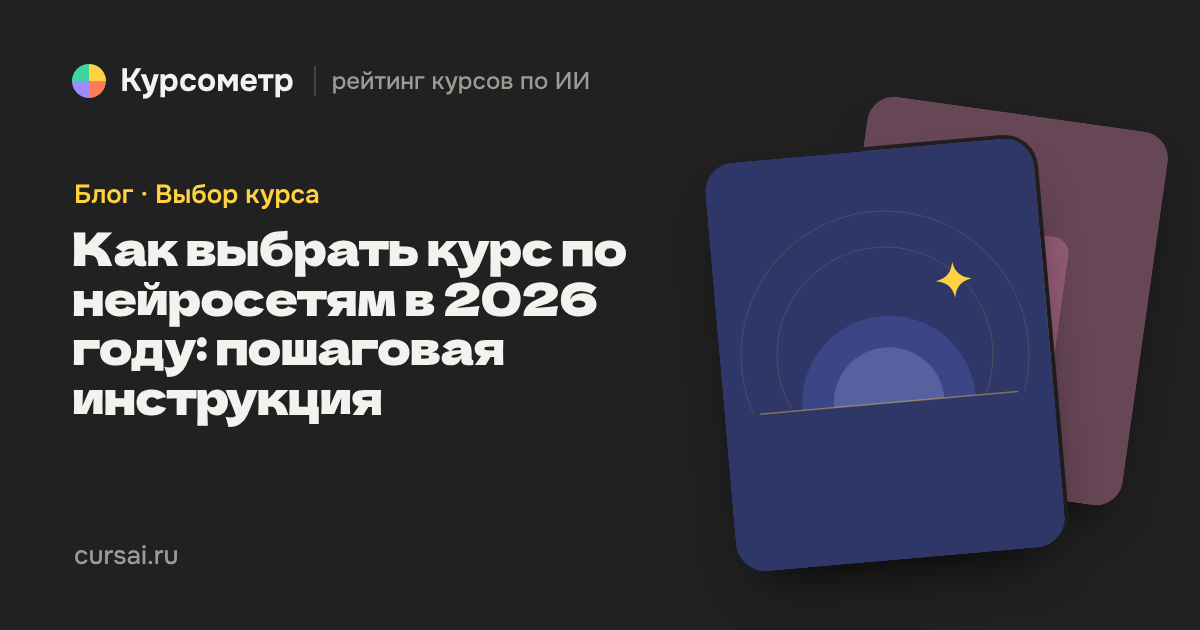 Курсометр
рейтинг курсов по ИИ
Блог · Выбор курса
Как выбрать курс по
нейросетям в 2026
году: пошаговая
инструкция
cursai.ru